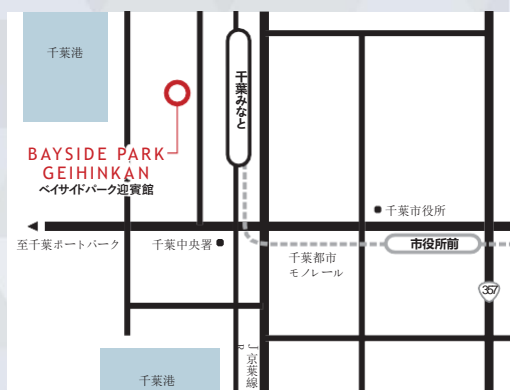 千葉港
千葉みなと
BAYSIDE PARK
GEIHINKAN
ベイサイドパーク迎賓館
千葉市役所
至千葉ポートパーク
千葉中央署
市役所前
千葉都市
モノレール
357
JR京葉線
千葉港